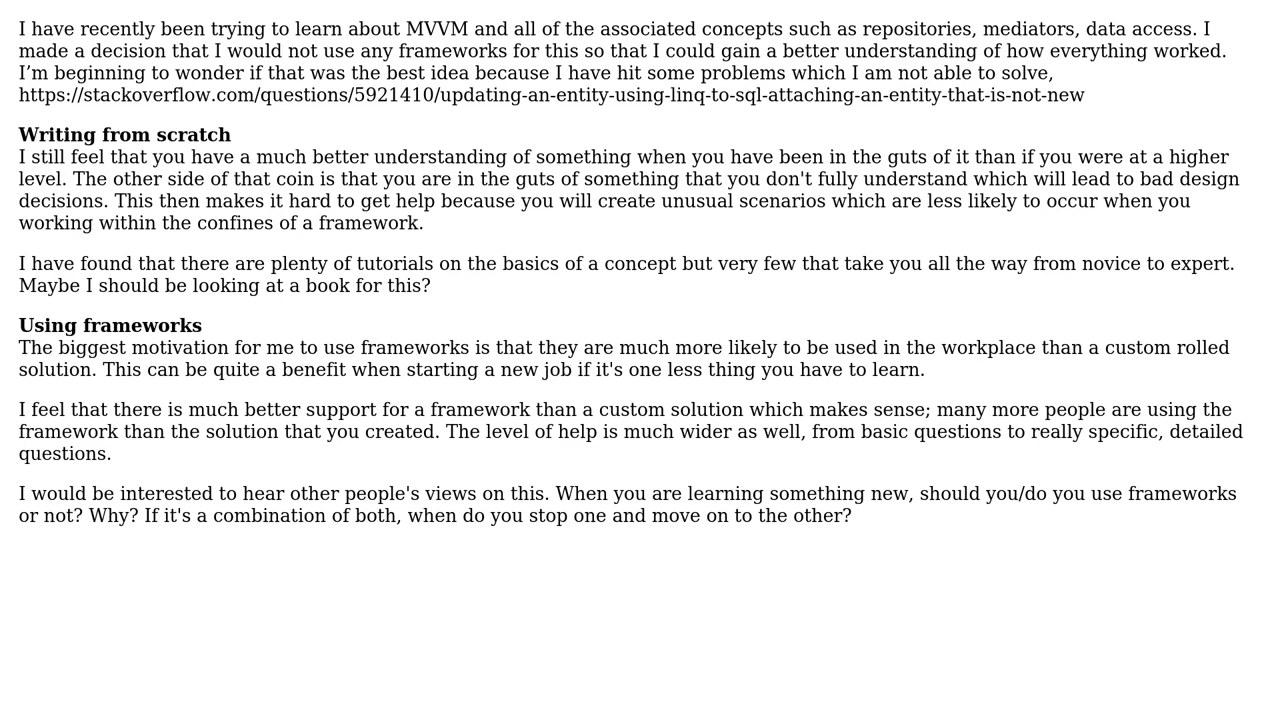 I have recently been trying to learn about MVVM and all of the associated concepts such as repositories, mediators, data access. I
made a decision that I would not use any frameworks for this so that I could gain a better understanding of how everything worked.
I’m beginning to wonder if that was the best idea because I have hit some problems which I am not able to solve,
https://stackoverflow.com/questions/5921410/updating-an-entity-using-linq-to-sql-attaching-an-entity-that-is-not-new
Writing from scratch
I still feel that you have a much better understanding of something when you have been in the guts of it than if you were at a higher
level. The other side of that coin is that you are in the guts of something that you don't fully understand which will lead to bad design
decisions. This then makes it hard to get help because you will create unusual scenarios which are less likely to occur when you
working within the confines of a framework.
I have found that there are plenty of tutorials on the basics of a concept but very few that take you all the way from novice to expert.
Maybe I should be looking at a book for this?
Using frameworks
The biggest motivation for me to use frameworks is that they are much more likely to be used in the workplace than a custom rolled
solution. This can be quite a benefit when starting a new job if it's one less thing you have to learn.
I feel that there is much better support for a framework than a custom solution which makes sense; many more people are using the
framework than the solution that you created. The level of help is much wider as well, from basic questions to really specific, detailed
questions.
I would be interested to hear other people's views on this. When you are learning something new, should you/do you use frameworks
or not? Why? If it's a combination of both, when do you stop one and move on to the other?